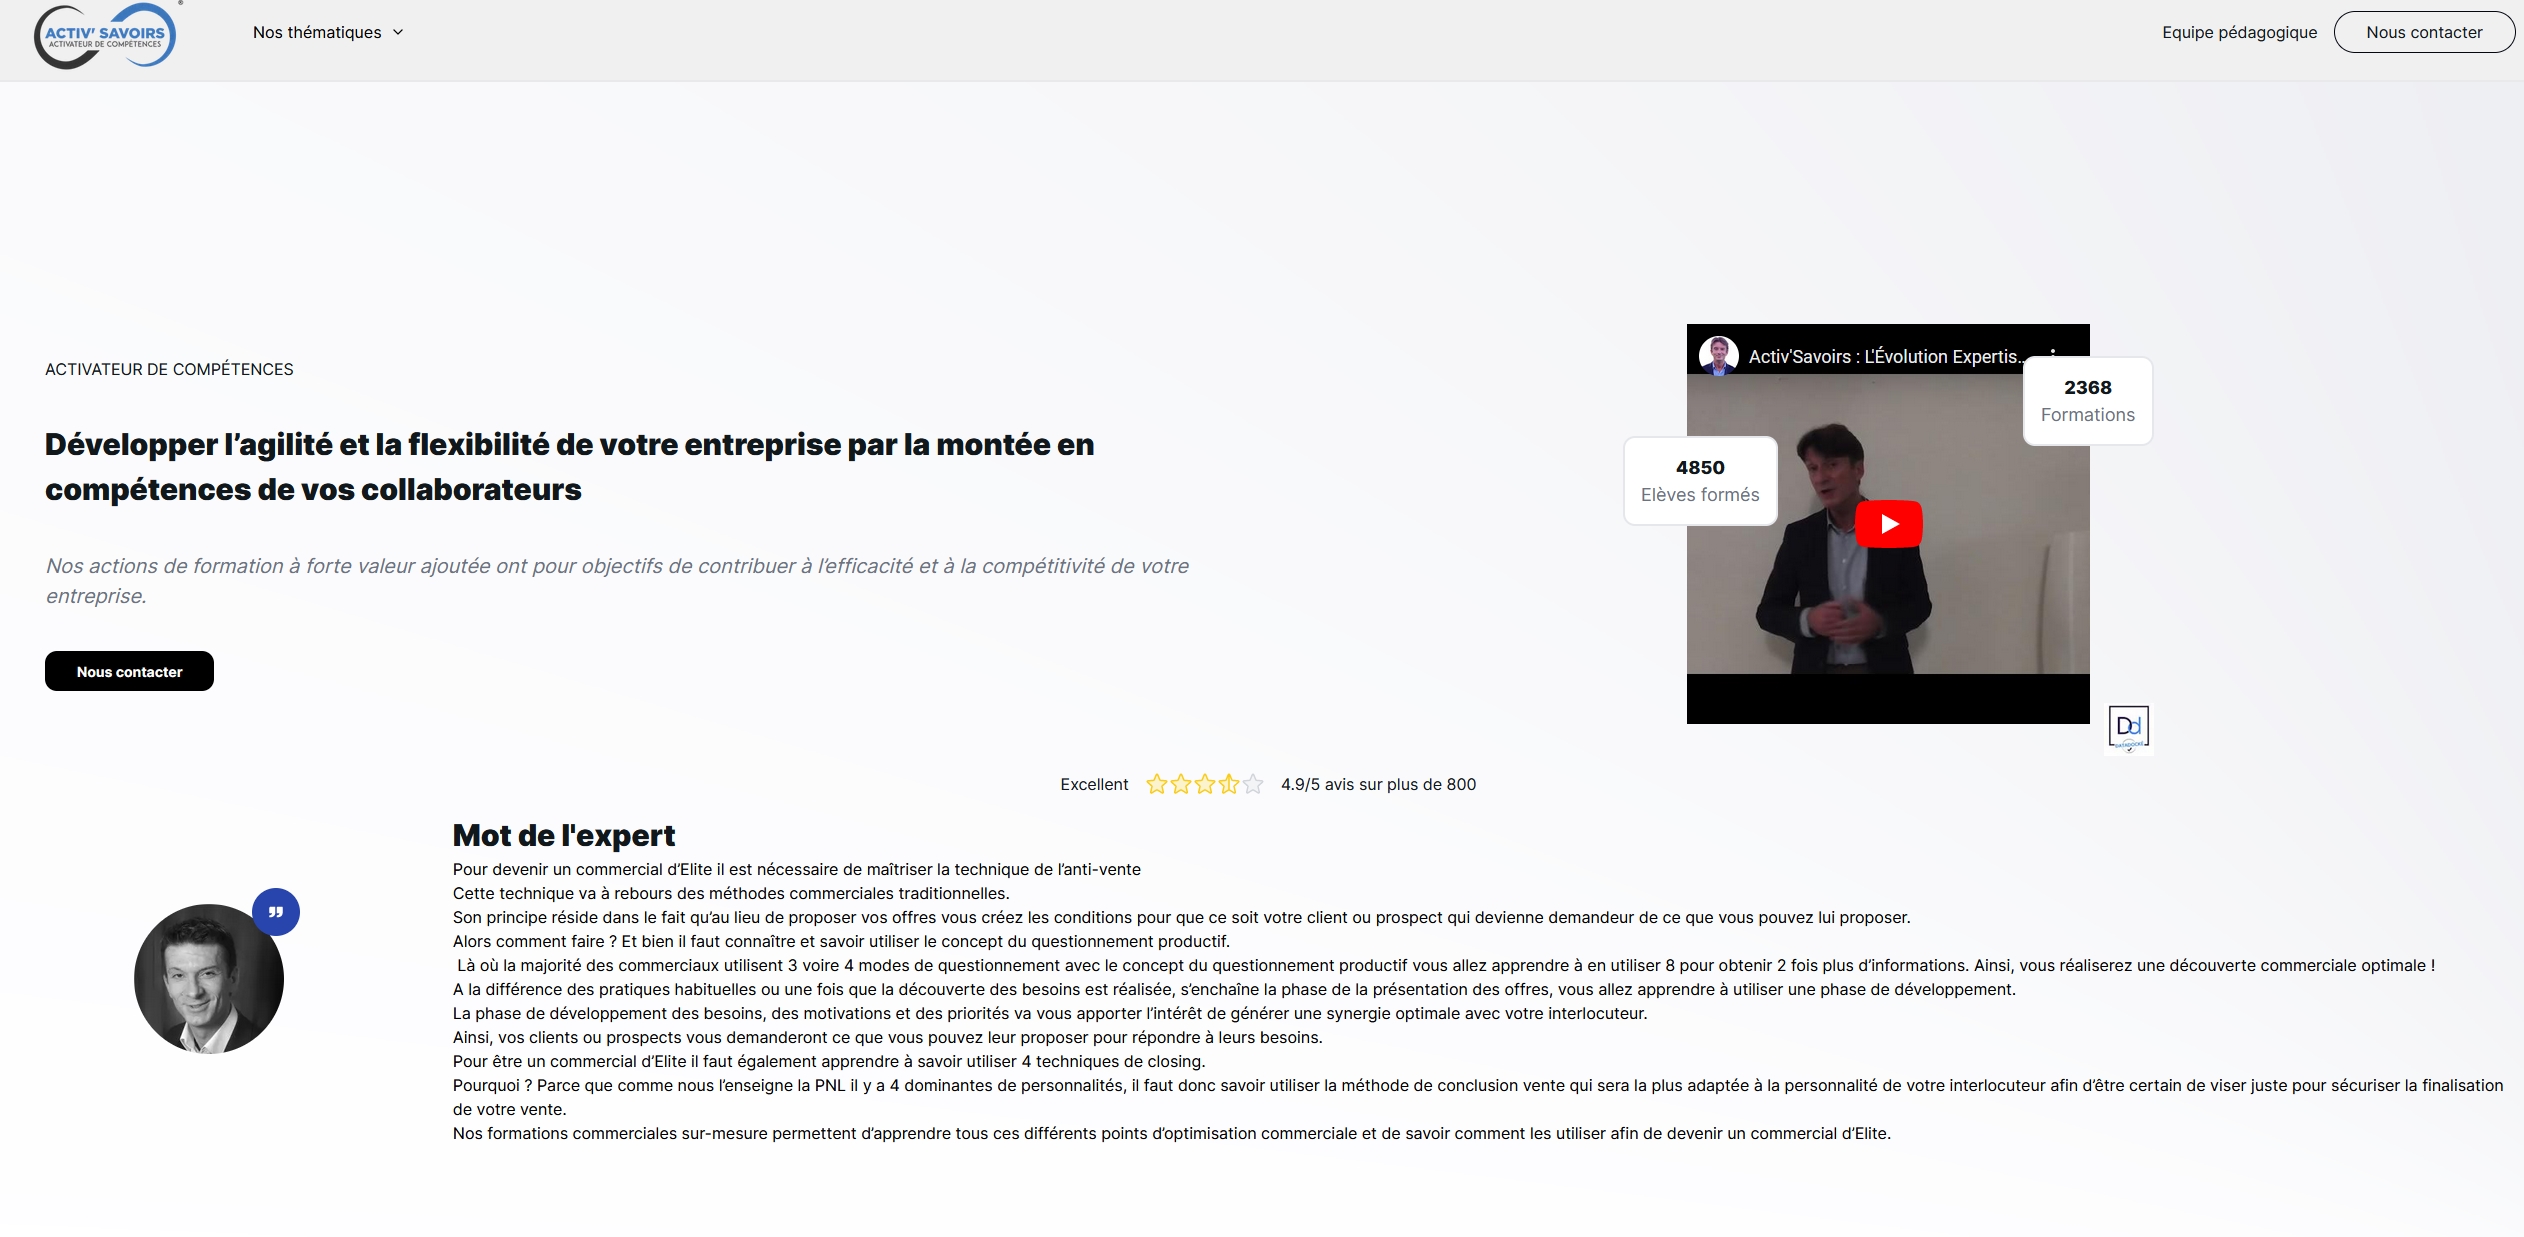 ACTIV' SAVOIRS
ACTIVATEUR DE COMPÉTENCES
Nos thématiques
Equipe pédagogique
Nous contacter
ACTIVATEUR DE COMPÉTENCES
Développer l’agilité et la flexibilité de votre entreprise par la montée en
compétences de vos collaborateurs
Nos actions de formation à forte valeur ajoutée ont pour objectifs de contribuer à l’efficacité et à la compétitivité de votre
entreprise.
Nous contacter
Activ'Savoirs : L'Évolution Expertis...
2368
Formations
4850
Elèves formés
Dd
Excellent
4.9/5 avis sur plus de 800
Mot de l'expert
Pour devenir un commercial d’Elite il est nécessaire de maîtriser la technique de l’anti-vente
Cette technique va à rebours des méthodes commerciales traditionnelles.
Son principe réside dans le fait qu’au lieu de proposer vos offres vous créez les conditions pour que ce soit votre client ou prospect qui devienne demandeur de ce que vous pouvez lui proposer.
Alors comment faire ? Et bien il faut connaître et savoir utiliser le concept du questionnement productif.
Là où la majorité des commerciaux utilisent 3 voire 4 modes de questionnement avec le concept du questionnement productif vous allez apprendre à en utiliser 8 pour obtenir 2 fois plus d’informations. Ainsi, vous réaliserez une découverte commerciale optimale !
A la différence des pratiques habituelles ou une fois que la découverte des besoins est réalisée, s’enchaîne la phase de la présentation des offres, vous allez apprendre à utiliser une phase de développement.
La phase de développement des besoins, des motivations et des priorités va vous apporter l’intérêt de générer une synergie optimale avec votre interlocuteur.
Ainsi, vos clients ou prospects vous demanderont ce que vous pouvez leur proposer pour répondre à leurs besoins.
Pour être un commercial d’Elite il faut également apprendre à savoir utiliser 4 techniques de closing.
Pourquoi ? Parce que comme nous l’enseigne la PNL il y a 4 dominantes de personnalités, il faut donc savoir utiliser la méthode de conclusion vente qui sera la plus adaptée à la personnalité de votre interlocuteur afin d’être certain de viser juste pour sécuriser la finalisation
de votre vente.
Nos formations commerciales sur-mesure permettent d’apprendre tous ces différents points d’optimisation commerciale et de savoir comment les utiliser afin de devenir un commercial d’Elite.